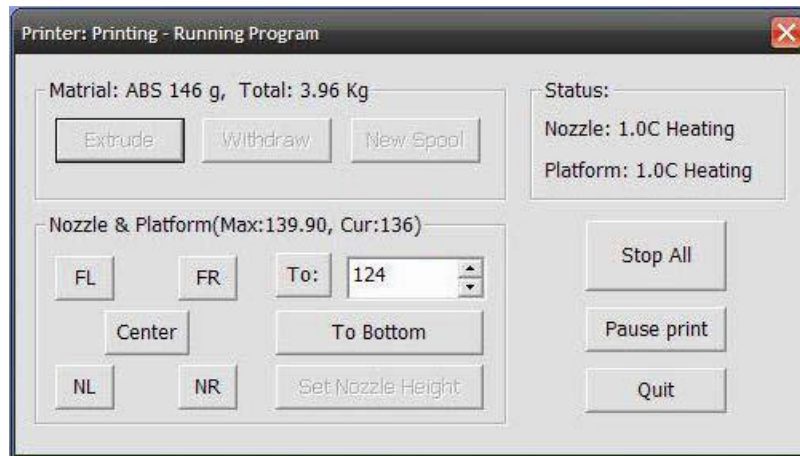 Printer: Printing - Running Program
Matrial: ABS 146 g, Total: 3.96 Kg
Extrude
Withdraw
New Spool
Status:
Nozzle: 1.0C Heating
Platform: 1.0C Heating
Nozzle & Platform(Max:139.90, Cur:136)
FL
FR
To:
124
Center
To Bottom
NL
NR
Set Nozzle Height
Stop All
Pause print
Quit